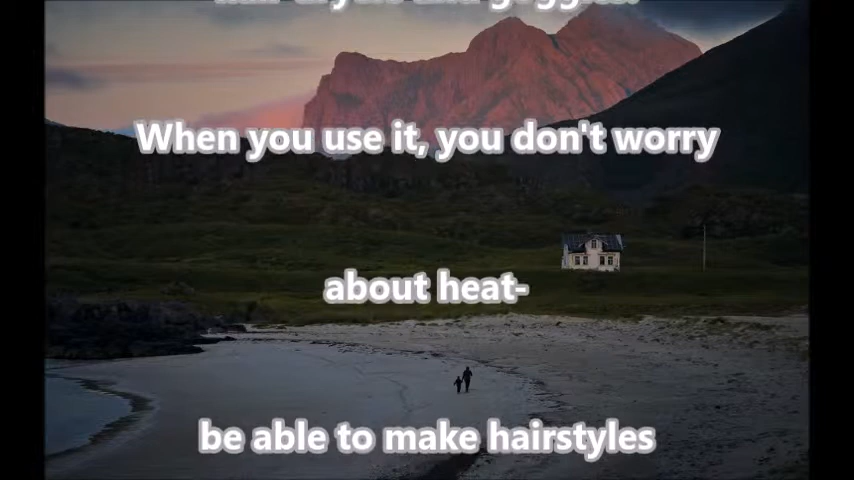 When you use it, you don't worry
about heat-
be able to make hairstyles